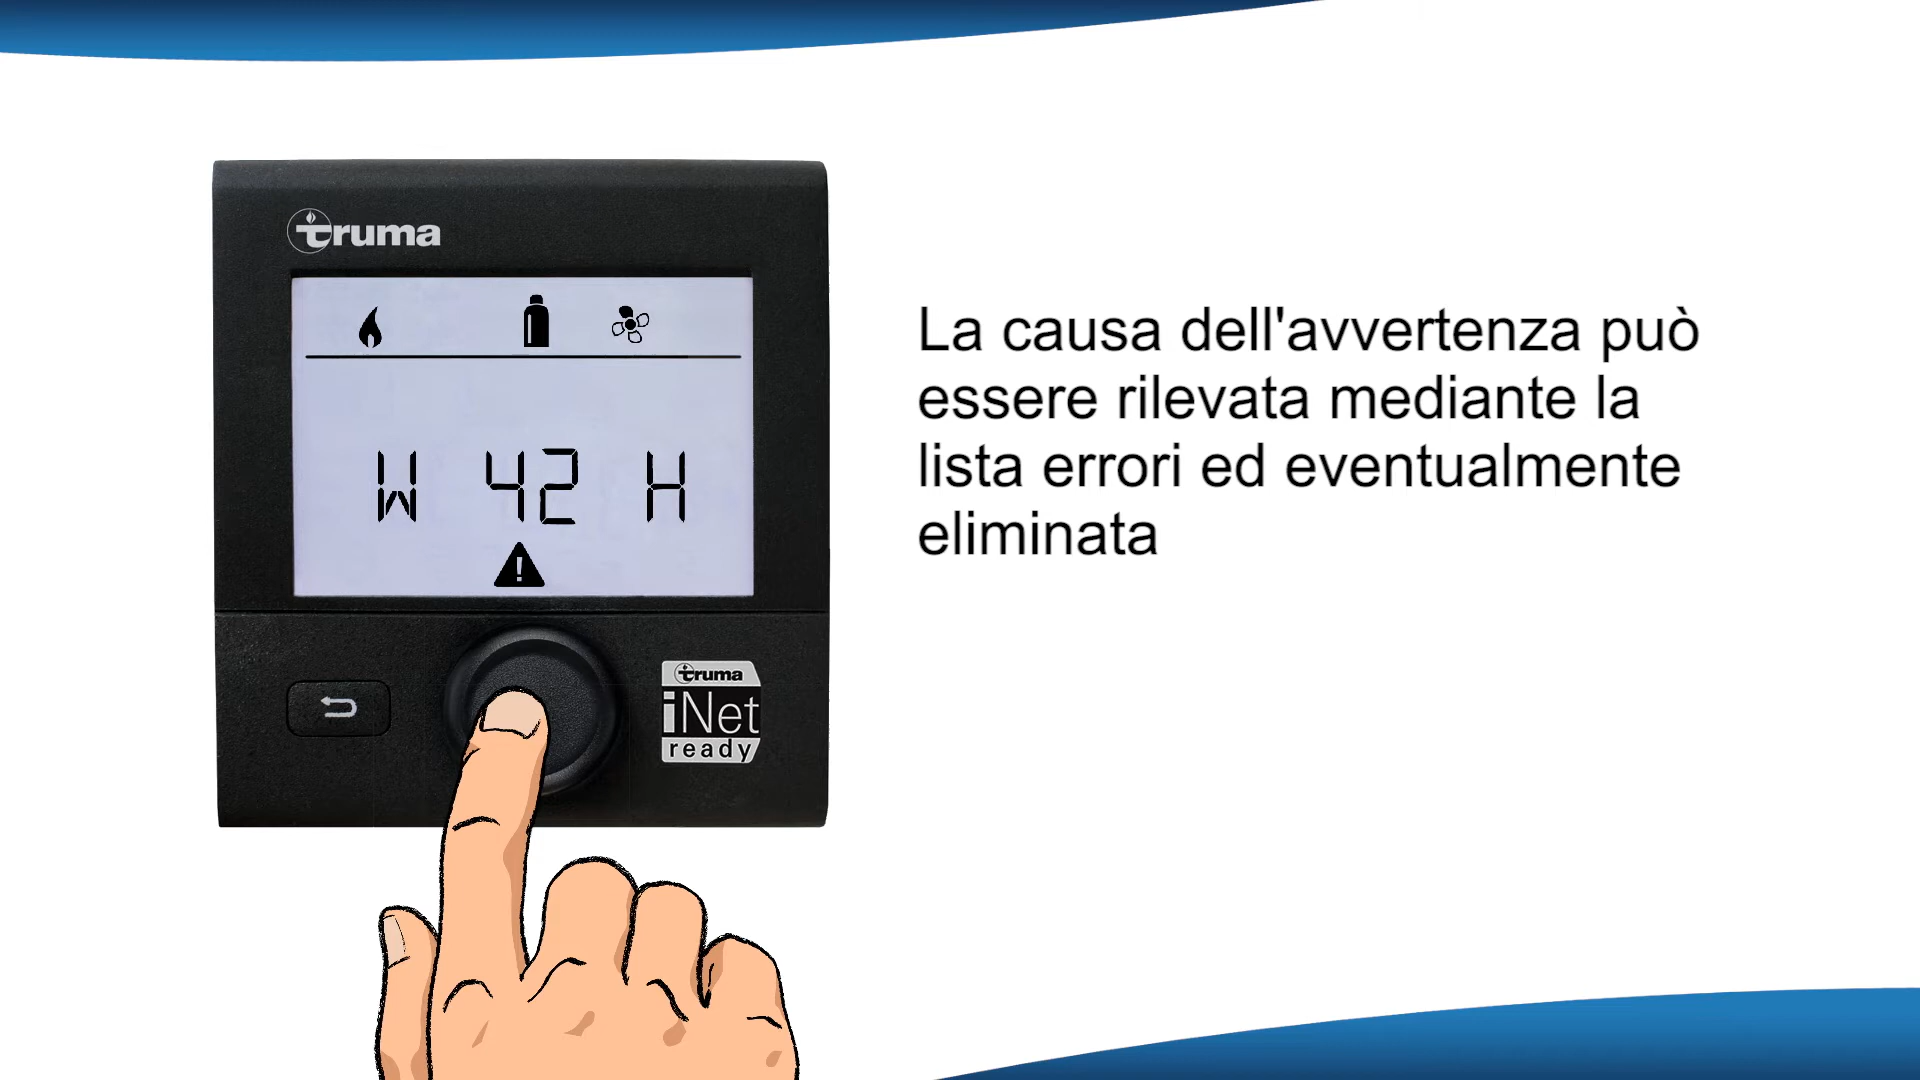 truma
W 42 H
truma
iNet
ready
La causa dell'avvertenza può
essere rilevata mediante la
lista errori ed eventualmente
eliminata